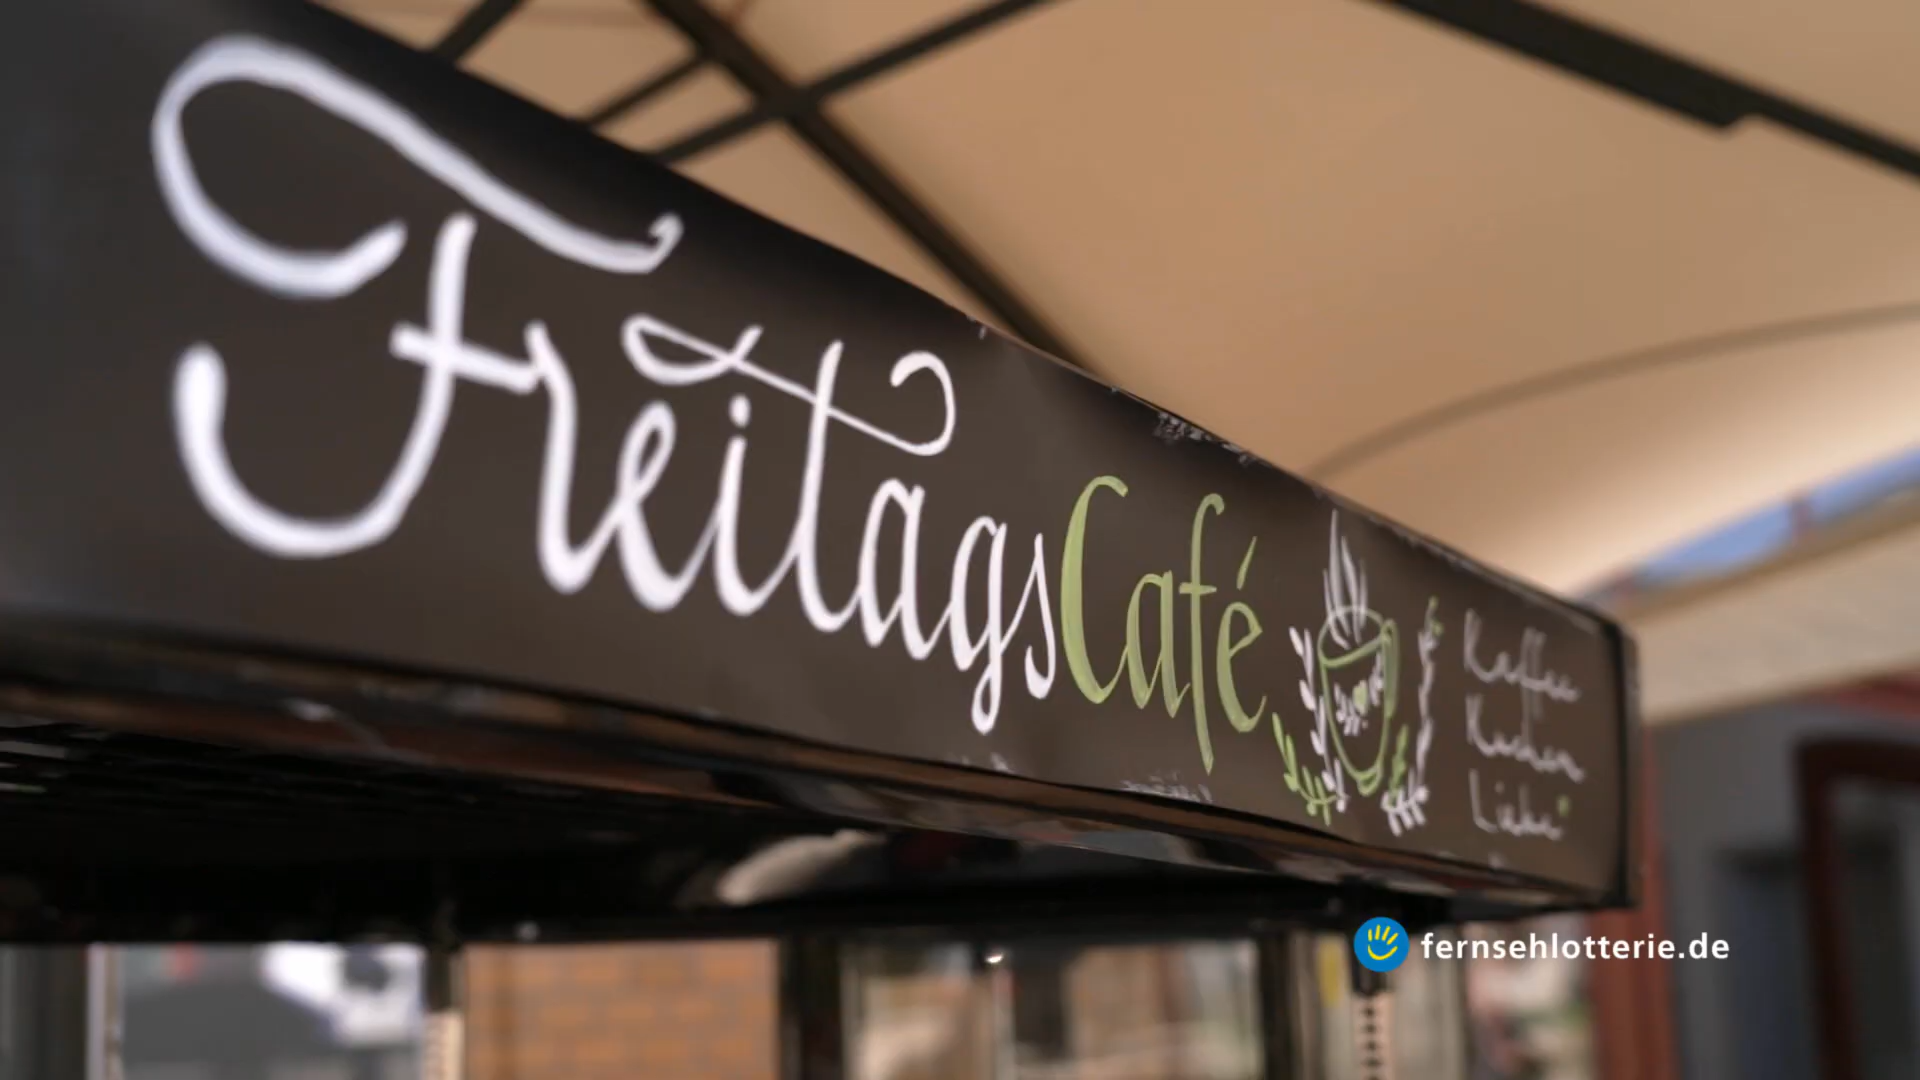 FreitagsCafé
Kaffee
Kuchen
Liebe
fernsehlotterie.de